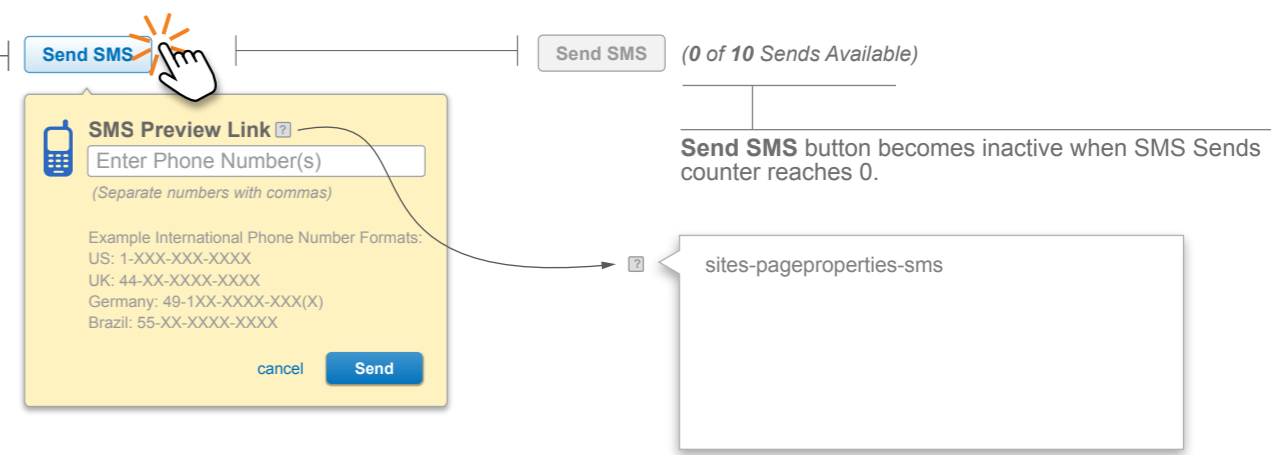 Send SMS
Send SMS
(0 of 10 Sends Available)
Send SMS button becomes inactive when SMS Sends
counter reaches 0.
SMS Preview Link ?
Enter Phone Number(s)
(Separate numbers with commas)
Example International Phone Number Formats:
US: 1-XXX-XXX-XXXX
UK: 44-XX-XXXX-XXXX
Germany: 49-1XX-XXXX-XXX(X)
Brazil: 55-XX-XXXX-XXXX
cancel
Send
?
sites-pageproperties-sms